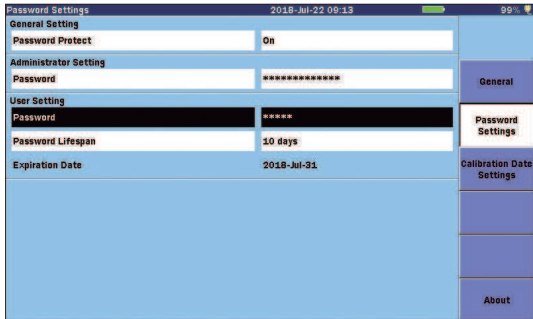 Password Settings 2018-Jul-22 09:13 99%
General Setting
Password Protect On
Administrator Setting
Password *************
User Setting
Password *****
Password Lifespan 10 days
Expiration Date 2018-Jul-31
General
Password
Settings
Calibration Date
Settings
About